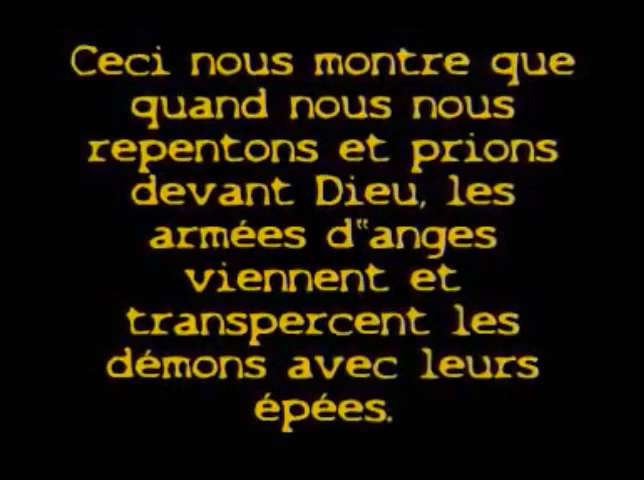 Ceci nous montre que
quand nous nous
repentons et prions
devant Dieu, les
armées d‟anges
viennent et
transpercent les
démons avec leurs
épées.